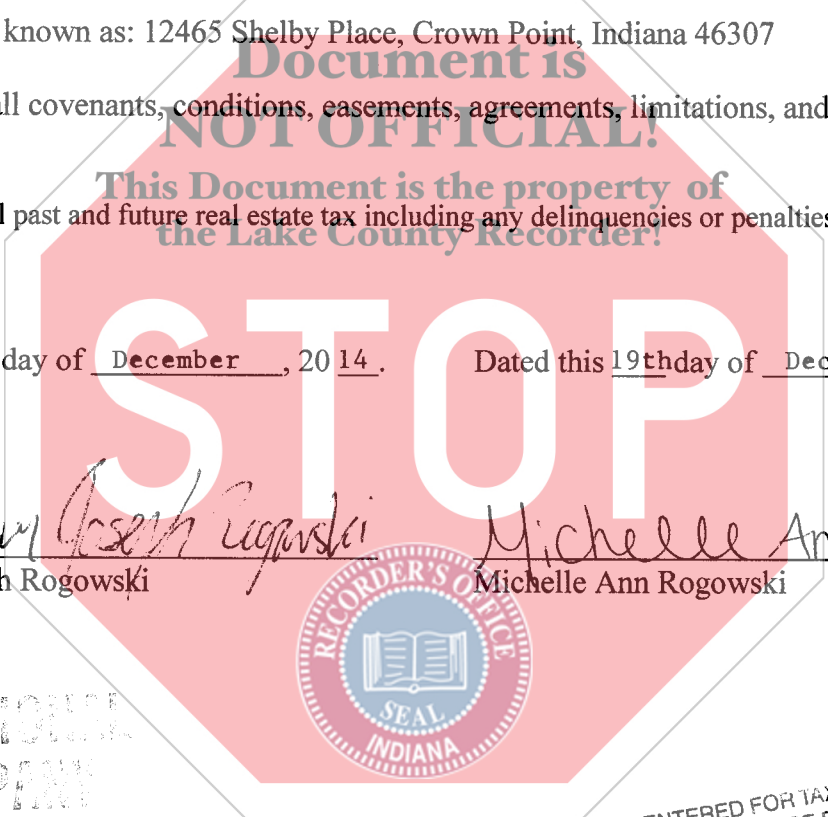 known as: 12465 Shelby Place, Crown Point, Indiana 46307
Document is
all covenants, conditions, easements, agreements, limitations, and
NOT OFFICIAL!
This Document is the property of
l past and future real estate tax including any delinquencies or penalties
the Lake County Recorder!
STOP
day of December, 20 14. Dated this 19th day of Dec
Joseph Rogowski Michelle An
h Rogowski Michelle Ann Rogowski
RECORDER'S OFFICE
SEAL
INDIANA
ENTERED FOR TAX